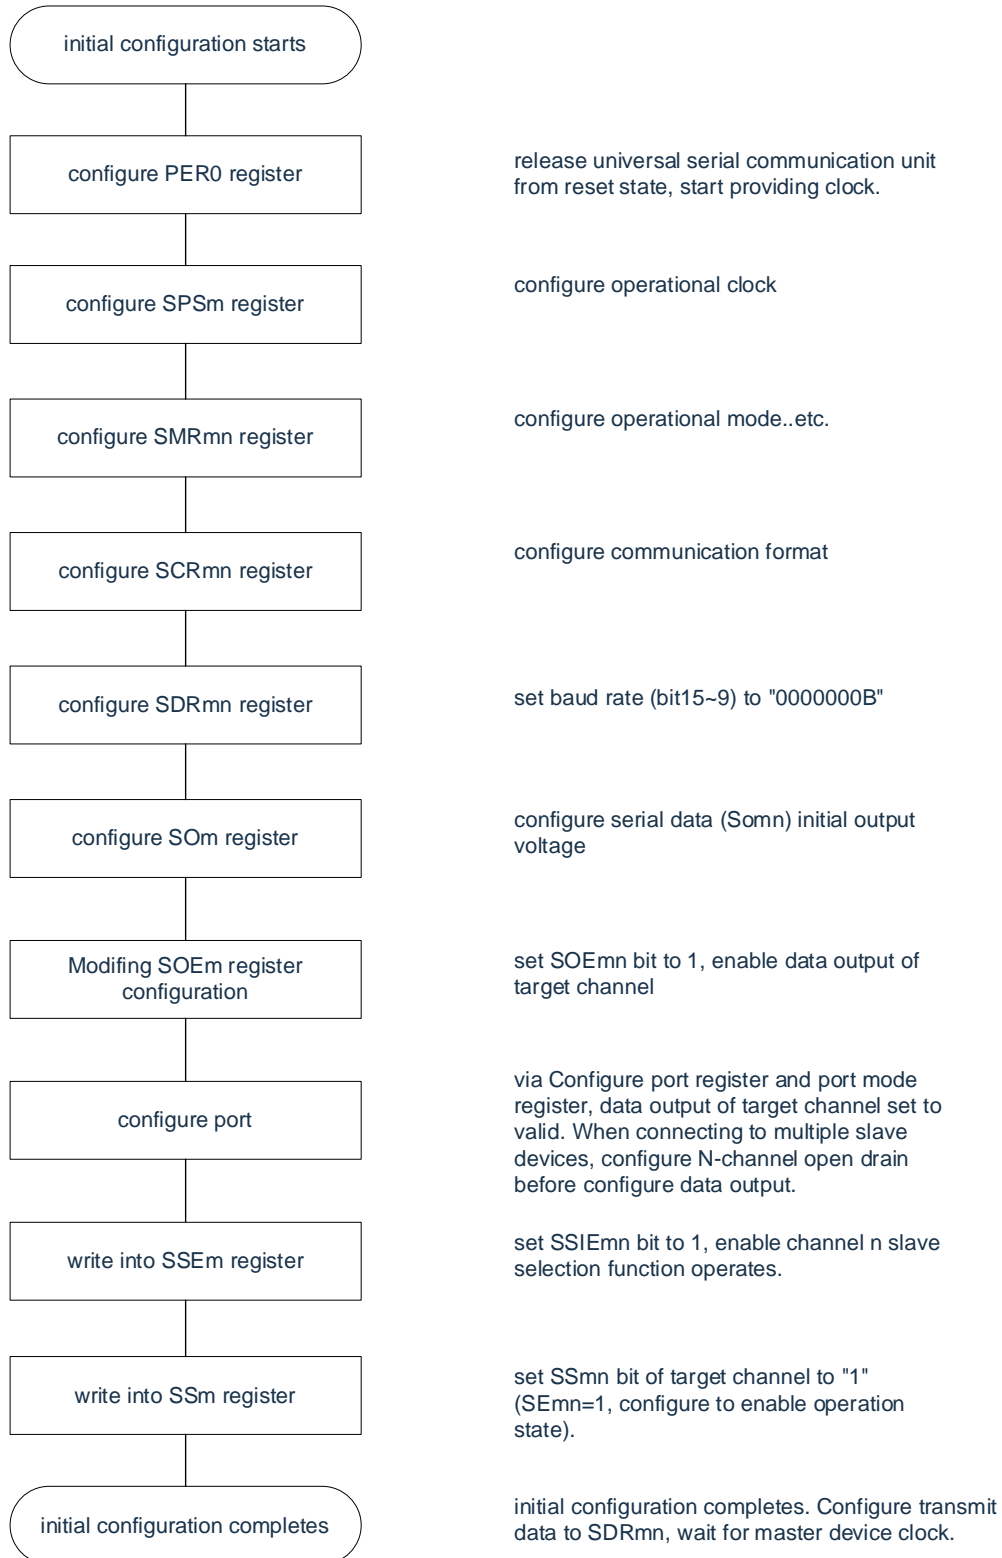 initial configuration starts
configure PER0 register
release universal serial communication unit
from reset state, start providing clock.
configure SPSm register
configure operational clock
configure SMRmn register
configure operational mode..etc.
configure SCRmn register
configure communication format
configure SDRmn register
set baud rate (bit15~9) to "0000000B"
configure SOm register
configure serial data (Somn) initial output
voltage
Modifing SOEm register
configuration
set SOEmn bit to 1, enable data output of
target channel
configure port
via Configure port register and port mode
register, data output of target channel set to
valid. When connecting to multiple slave
devices, configure N-channel open drain
before configure data output.
write into SSEm register
set SSIEmn bit to 1, enable channel n slave
selection function operates.
write into SSm register
set SSmn bit of target channel to "1"
(SEmn=1, configure to enable operation
state).
initial configuration completes
initial configuration completes. Configure transmit
data to SDRmn, wait for master device clock.